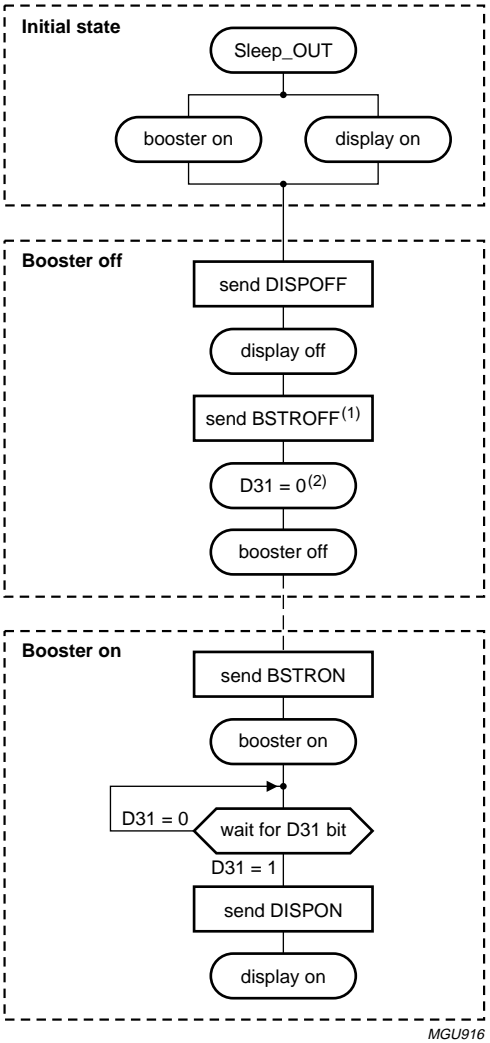 Initial state
Sleep_OUT
booster on
display on
Booster off
send DISPOFF
display off
send BSTROFF(1)
D31 = 0(2)
booster off
Booster on
send BSTRON
booster on
D31 = 0
wait for D31 bit
D31 = 1
send DISPON
display on
MGU916